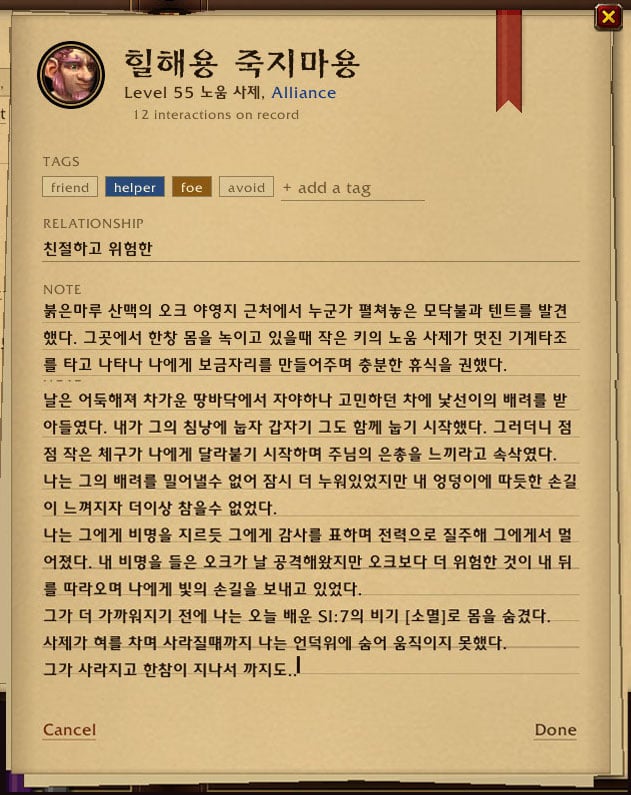 힐해용 죽지마용
Level 55 노움 사제, Alliance
12 interactions on record
TAGS
friend helper foe avoid + add a tag
RELATIONSHIP
친절하고 위험한
NOTE
붉은마루 산맥의 오크 야영지 근처에서 누군가 펼쳐놓은 모닥불과 텐트를 발견
했다. 그곳에서 한창 몸을 녹이고 있을때 작은 키의 노움 사제가 멋진 기계타조
를 타고 나타나 나에게 보금자리를 만들어주며 충분한 휴식을 권했다.
날은 어둑해져 차가운 땅바닥에서 자야하나 고민하던 차에 낯선이의 배려를 받
아들였다. 내가 그의 침낭에 눕자 갑자기 그도 함께 눕기 시작했다. 그러더니 점
점 작은 체구가 나에게 달라붙기 시작하며 주님의 은총을 느끼라고 속삭였다.
나는 그의 배려를 밀어낼수 없어 잠시 더 누워있었지만 내 엉덩이에 따듯한 손길
이 느껴지자 더이상 참을수 없었다.
나는 그에게 비명을 지르듯 그에게 감사를 표하며 전력으로 질주해 그에게서 멀
어졌다. 내 비명을 들은 오크가 날 공격해왔지만 오크보다 더 위험한 것이 내 뒤
를 따라오며 나에게 빛의 손길을 보내고 있었다.
그가 더 가까워지기 전에 나는 오늘 배운 SI:7의 비기 [소멸]로 몸을 숨겼다.
사제가 혀를 차며 사라질때까지 나는 언덕위에 숨어 움직이지 못했다.
그가 사라지고 한참이 지나서 까지도..
Cancel Done